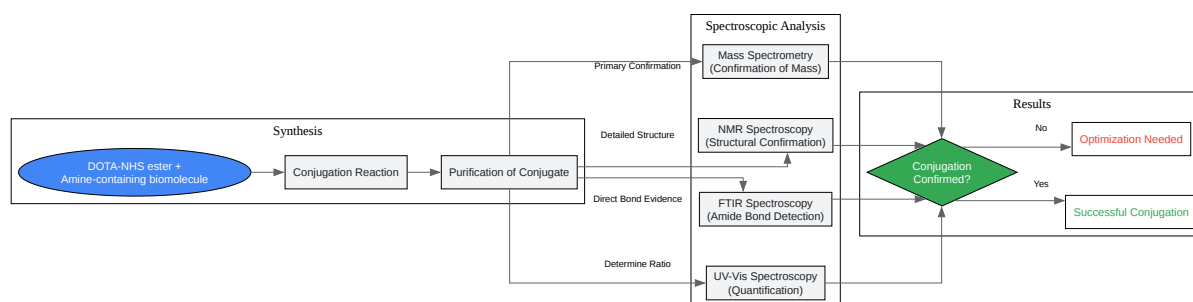 Spectroscopic Analysis
Mass Spectrometry
(Confirmation of Mass)
Primary Confirmation
Results
Synthesis
Detailed Structure
NMR Spectroscopy
(Structural Confirmation)
No
Optimization Needed
DOTA-NHS ester +
Amine-containing biomolecule
Conjugation Reaction
Purification of Conjugate
Conjugation
Confirmed?
Direct Bond Evidence
FTIR Spectroscopy
(Amide Bond Detection)
Yes
Successful Conjugation
Determine Ratio
UV-Vis Spectroscopy
(Quantification)